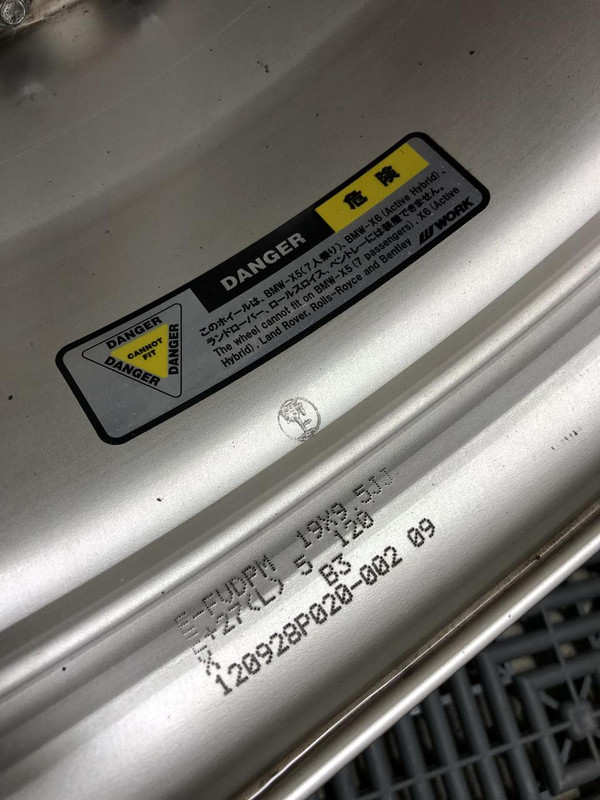 危 険
DANGER
このホイールは、BMW-X5(7人乗り)、BMW-X6 (Active Hybrid)、
ランドローバー、ロールスロイス、ベントレーには装着できません。
The wheel cannot fit on BMW-X5 (7 passengers), X6 (Active
Hybrid), Land Rover, Rolls-Royce and Bentley
WORK
DANGER
DANGER
CANNOT
FIT
DANGER
E-FVDPM 19X9.5JJ
+27(L) 5 120
X B3
120928P020-002 09